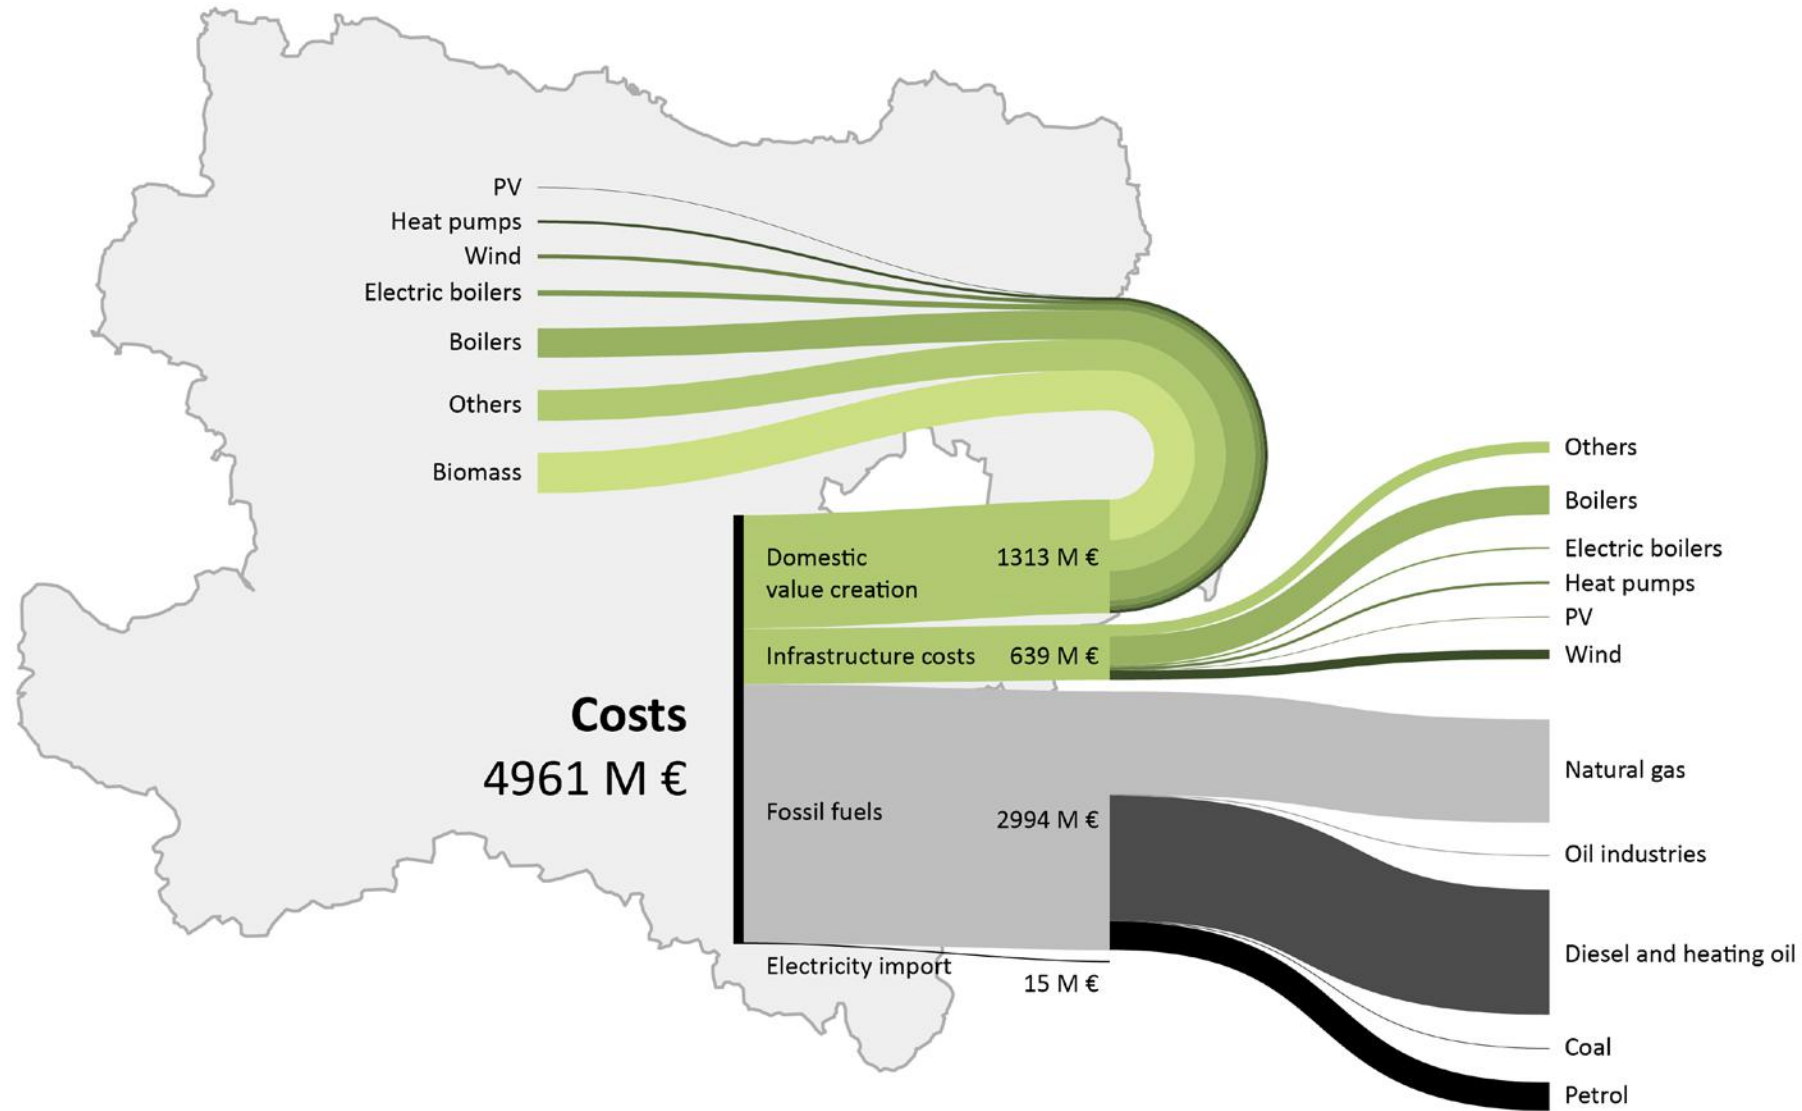 PV
Heat pumps
Wind
Electric boilers
Boilers
Others
Biomass
Costs
4961 M €
Domestic
value creation
1313 M €
Infrastructure costs
639 M €
Fossil fuels
2994 M €
Electricity import
15 M €
Others
Boilers
Electric boilers
Heat pumps
PV
Wind
Natural gas
Oil industries
Diesel and heating oil
Coal
Petrol